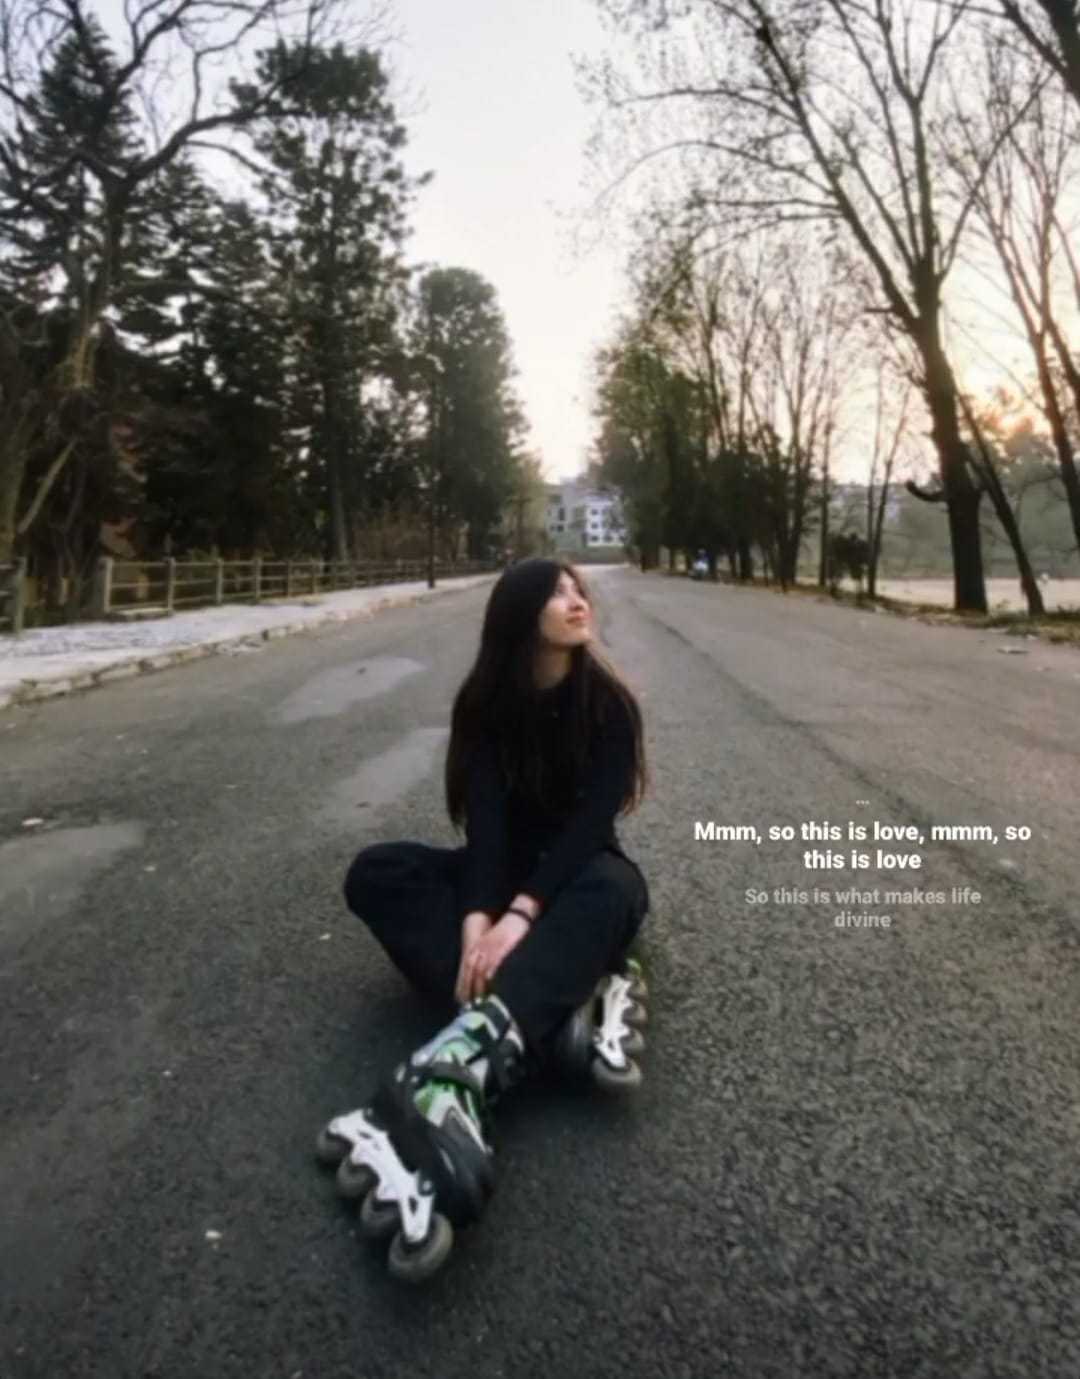 ...
Mmm, so this is love, mmm, so
this is love
So this is what makes life
divine